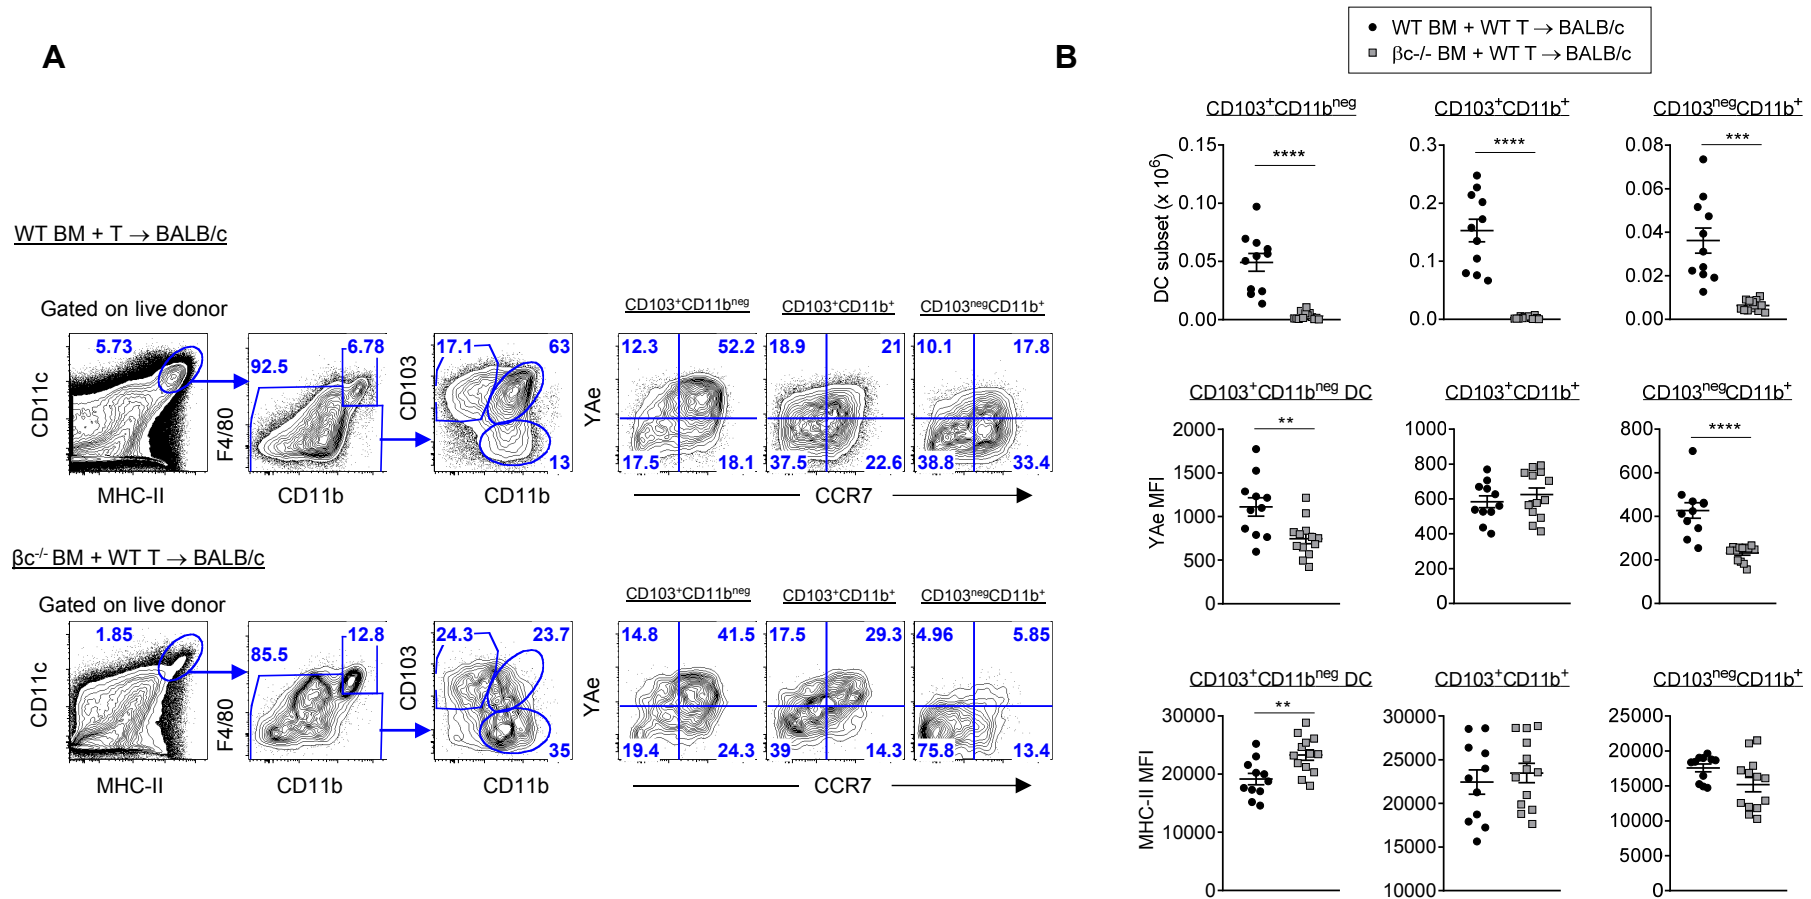 A
WT BM + T → BALB/c
Gated on live donor
5.73
CD11c
MHC-II
92.5
6.78
F4/80
CD11b
17.1
63
13
CD103
CD11b
CD103+CD11bneg
CD103+CD11b+
CD103negCD11b+
12.3
52.2
17.5
18.1
18.9
21
37.5
22.6
10.1
17.8
38.8
33.4
YAe
CCR7
βc-/- BM + WT T → BALB/c
Gated on live donor
1.85
CD11c
MHC-II
85.5
12.8
F4/80
CD11b
24.3
23.7
35
CD103
CD11b
CD103+CD11bneg
CD103+CD11b+
CD103negCD11b+
14.8
41.5
19.4
24.3
17.5
29.3
39
14.3
4.96
5.85
75.8
13.4
YAe
CCR7
B
WT BM + WT T → BALB/c
βc-/- BM + WT T → BALB/c
CD103+CD11bneg
DC subset (x 10^6)
0.15
0.10
0.05
0.00
****
CD103+CD11b+
0.3
0.2
0.1
0.0
****
CD103negCD11b+
0.08
0.06
0.04
0.02
0.00
***
CD103+CD11bneg DC
YAe MFI
2000
1500
1000
500
0
**
CD103+CD11b+
1000
800
600
400
200
0
CD103negCD11b+
800
600
400
200
0
****
CD103+CD11bneg DC
MHC-II MFI
30000
20000
10000
0
**
CD103+CD11b+
30000
25000
20000
15000
10000
CD103negCD11b+
25000
20000
15000
10000
5000
0